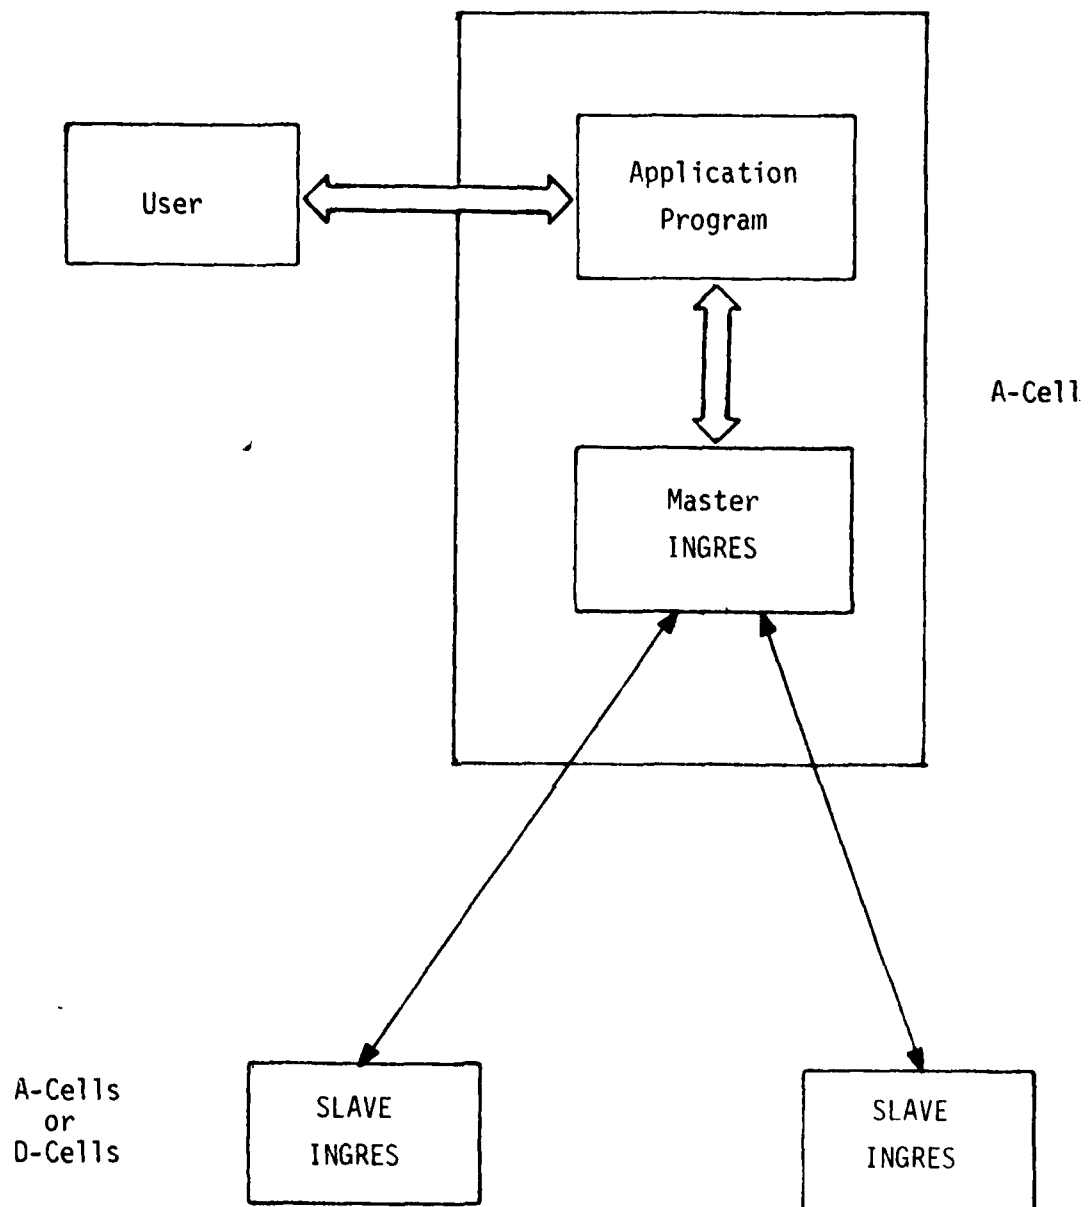 User
Application
Program
A-Cell
Master
INGRES
A-Cells
or
D-Cells
SLAVE
INGRES
SLAVE
INGRES